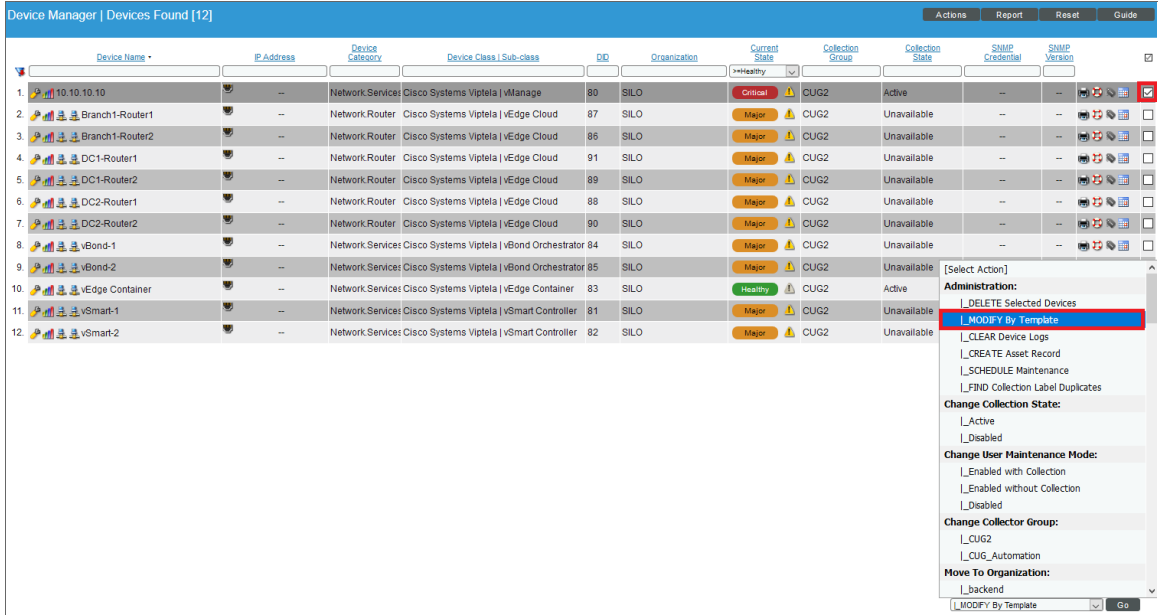 Device Manager | Devices Found [12]
Actions Report Reset Guide
Device Name • IP Address Device Category Device Class | Sub-class DID Organization Current State Collection Group Collection State SNMP Credential SNMP Version
>=Healthy
1. 10.10.10.10 -- Network.Services Cisco Systems Viptela | vManage 80 SILO Critical CUG2 Active -- --
2. Branch1-Router1 -- Network.Router Cisco Systems Viptela | vEdge Cloud 87 SILO Major CUG2 Unavailable -- --
3. Branch1-Router2 -- Network.Router Cisco Systems Viptela | vEdge Cloud 86 SILO Major CUG2 Unavailable -- --
4. DC1-Router1 -- Network.Router Cisco Systems Viptela | vEdge Cloud 91 SILO Major CUG2 Unavailable -- --
5. DC1-Router2 -- Network.Router Cisco Systems Viptela | vEdge Cloud 89 SILO Major CUG2 Unavailable -- --
6. DC2-Router1 -- Network.Router Cisco Systems Viptela | vEdge Cloud 88 SILO Major CUG2 Unavailable -- --
7. DC2-Router2 -- Network.Router Cisco Systems Viptela | vEdge Cloud 90 SILO Major CUG2 Unavailable -- --
8. vBond-1 -- Network.Services Cisco Systems Viptela | vBond Orchestrator 84 SILO Major CUG2 Unavailable -- --
9. vBond-2 -- Network.Services Cisco Systems Viptela | vBond Orchestrator 85 SILO Major CUG2 Unavailable
10. vEdge Container -- Network.Services Cisco Systems Viptela | vEdge Container 83 SILO Healthy CUG2 Active
11. vSmart-1 -- Network.Services Cisco Systems Viptela | vSmart Controller 81 SILO Major CUG2 Unavailable
12. vSmart-2 -- Network.Services Cisco Systems Viptela | vSmart Controller 82 SILO Major CUG2 Unavailable
[Select Action]
Administration:
|_DELETE Selected Devices
|_MODIFY By Template
|_CLEAR Device Logs
|_CREATE Asset Record
|_SCHEDULE Maintenance
|_FIND Collection Label Duplicates
Change Collection State:
|_Active
|_Disabled
Change User Maintenance Mode:
|_Enabled with Collection
|_Enabled without Collection
|_Disabled
Change Collector Group:
|_CUG2
|_CUG_Automation
Move To Organization:
|_backend
|_MODIFY By Template Go